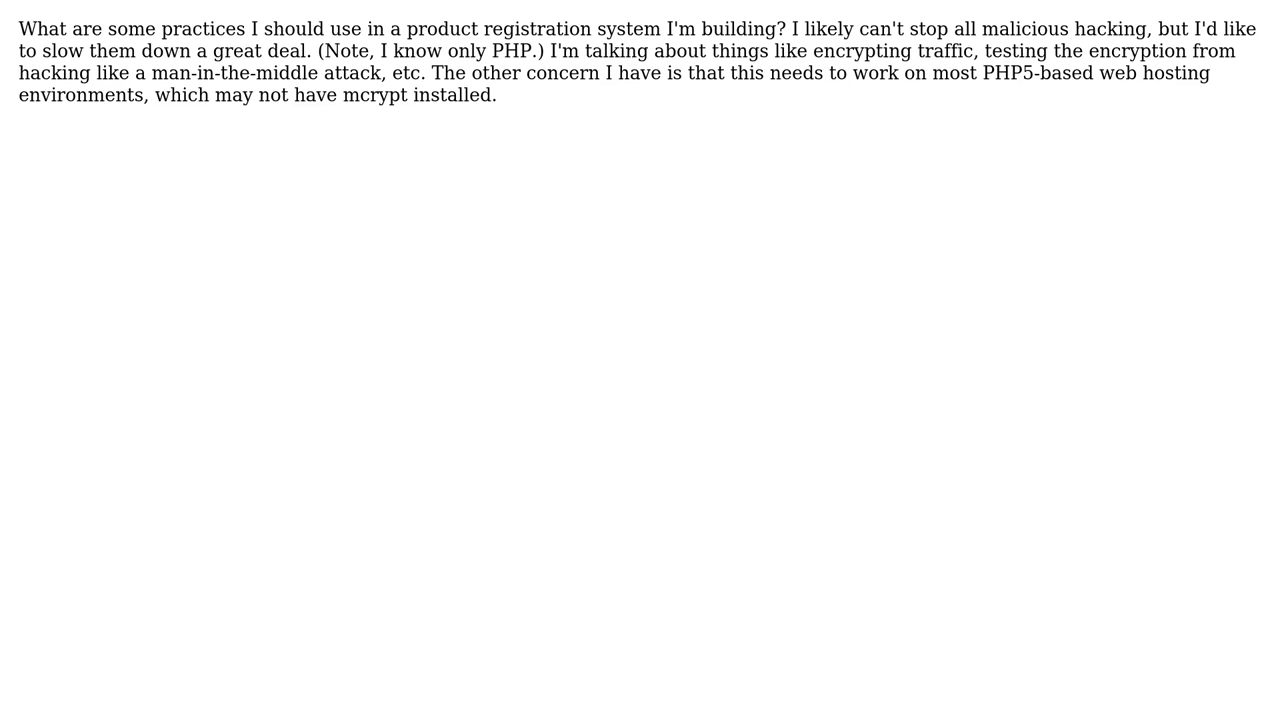 What are some practices I should use in a product registration system I'm building? I likely can't stop all malicious hacking, but I'd like
to slow them down a great deal. (Note, I know only PHP.) I'm talking about things like encrypting traffic, testing the encryption from
hacking like a man-in-the-middle attack, etc. The other concern I have is that this needs to work on most PHP5-based web hosting
environments, which may not have mcrypt installed.